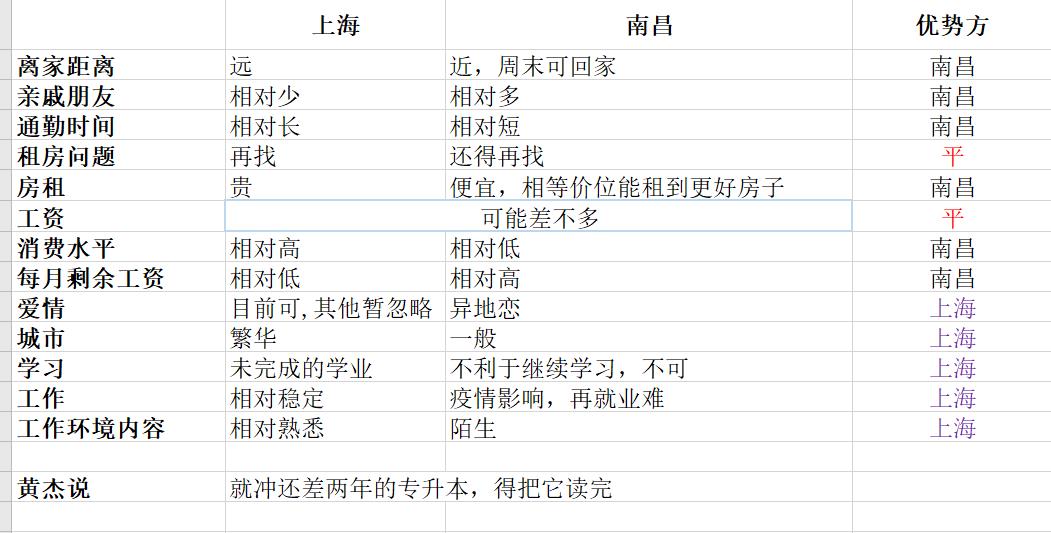 上海 南昌 优势方
离家距离 远 近，周末可回家 南昌
亲戚朋友 相对少 相对多 南昌
通勤时间 相对长 相对短 南昌
租房问题 再找 还得再找 平
房租 贵 便宜，相等价位能租到更好房子 南昌
工资 可能差不多 平
消费水平 相对高 相对低 南昌
每月剩余工资 相对低 相对高 南昌
爱情 目前可,其他暂忽略 异地恋 上海
城市 繁华 一般 上海
学习 未完成的学业 不利于继续学习，不可 上海
工作 相对稳定 疫情影响，再就业难 上海
工作环境内容 相对熟悉 陌生 上海
黄杰说 就冲还差两年的专升本，得把它读完